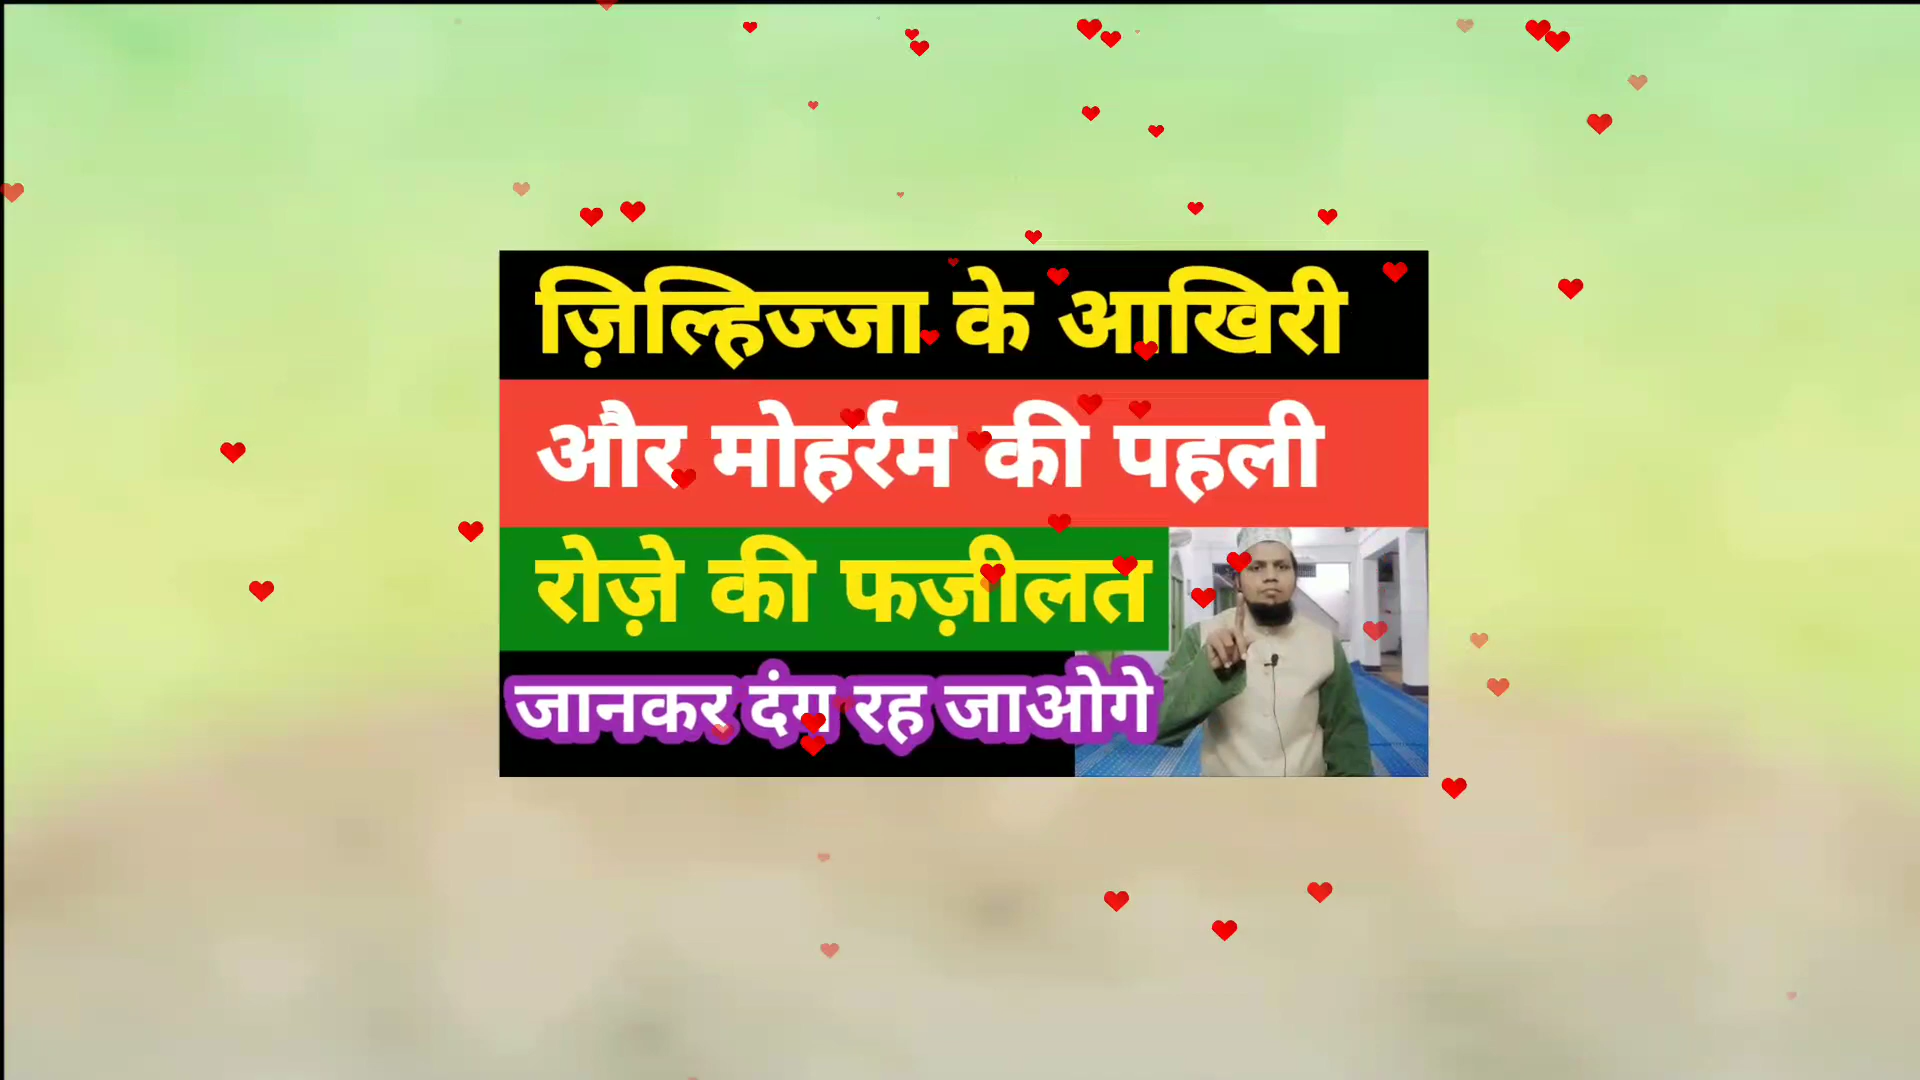 ज़िल्हिज्जा के आखिरी
और मोहर्रम की पहली
रोज़े की फज़ीलत
जानकर दंग रह जाओगे